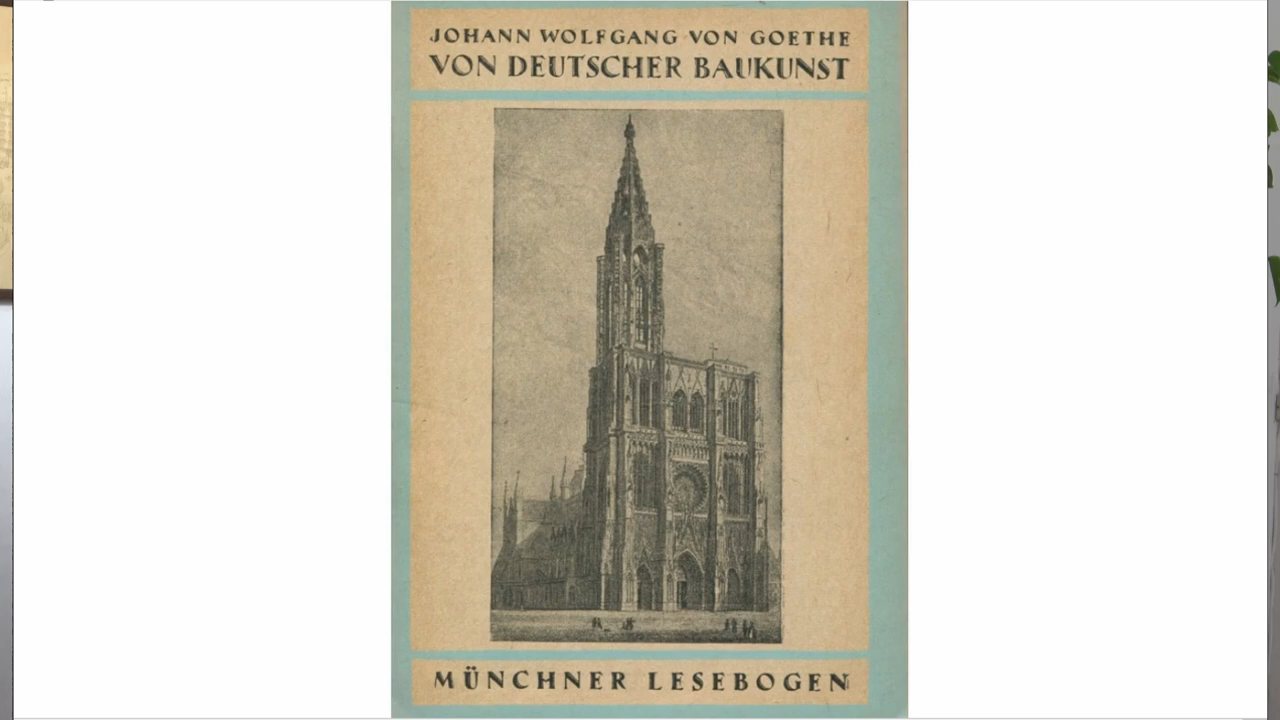 JOHANN WOLFGANG VON GOETHE
VON DEUTSCHER BAUKUNST
MÜNCHNER LESEBOGEN